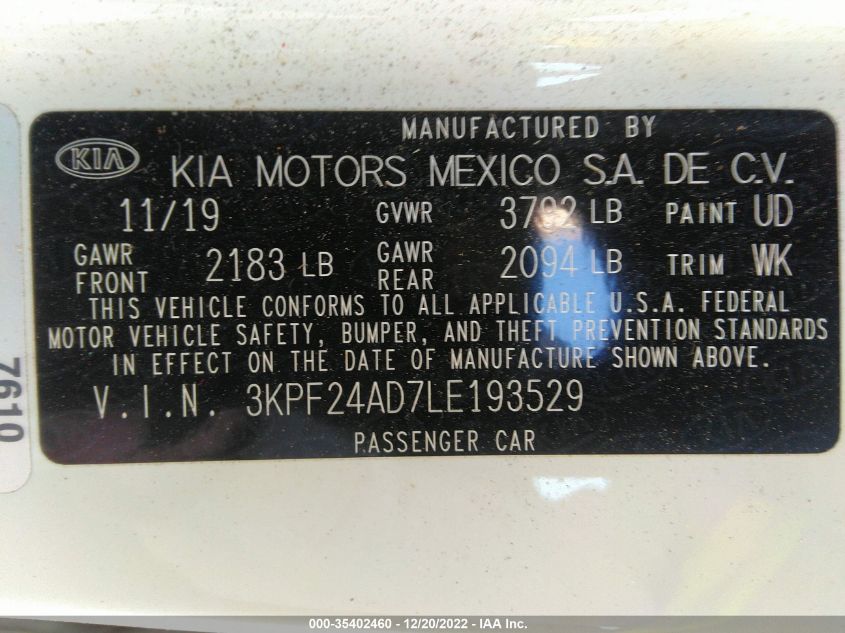 MANUFACTURED BY
KIA KIA MOTORS MEXICO S.A. DE C.V.
11/19 GVWR 3792 LB PAINT UD
GAWR FRONT 2183 LB GAWR REAR 2094 LB TRIM WK
THIS VEHICLE CONFORMS TO ALL APPLICABLE U.S.A. FEDERAL
MOTOR VEHICLE SAFETY, BUMPER, AND THEFT PREVENTION STANDARDS
IN EFFECT ON THE DATE OF MANUFACTURE SHOWN ABOVE.
V.I.N. 3KPF24AD7LE193529
PASSENGER CAR
7610
000-35402460 - 12/20/2022 - IAA Inc.